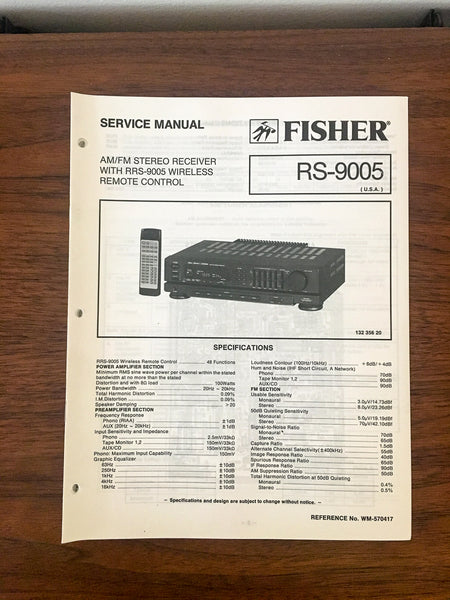 SERVICE MANUAL
FISHER®
AM/FM STEREO RECEIVER
WITH RRS-9005 WIRELESS
REMOTE CONTROL
RS-9005
(U.S.A.)
132 356 20
SPECIFICATIONS
RRS-9005 Wireless Remote Control 48 Functions
POWER AMPLIFIER SECTION
Minimum RMS sine wave power per channel within the stated
bandwidth at no more than the stated
Distortion and with 8Ω load 100Watts
Power Bandwidth 20Hz ~ 20kHz
Total Harmonic Distortion 0.09%
I.M.Distortion 0.09%
Speaker Damping >20
PREAMPLIFIER SECTION
Frequency Response
Phono (RIAA) ±1dB
AUX (20Hz ~ 20kHz) ±1dB
Input Sensitivity and Impedance
Phono 2.5mV/33kΩ
Tape Monitor 1,2 150mV/33kΩ
AUX/CD 150mV/33kΩ
Phono: Maximum Input Capability 150mV
Graphic Equalizer
63Hz ±10dB
250Hz ±10dB
1kHz ±10dB
4kHz ±10dB
16kHz ±10dB
Loudness Contour (100Hz/10kHz) +8dB/+4dB
Hum and Noise (IHF Short Circuit, A Network)
Phono 70dB
Tape Monitor 1,2 90dB
AUX/CD 90dB
FM SECTION
Usable Sensitivity
Monaural 3.0μV/14.73dBf
Stereo 8.0μV/23.26dBf
50dB Quieting Sensitivity
Monaural 5.0μV/19.19dBf
Stereo 70μV/42.10dBf
Signal-to-Noise Ratio
Monaural 70dB
Stereo 65dB
Capture Ratio 1.5dB
Alternate Channel Selectivity (±400kHz) 55dB
Image Response Ratio 40dB
Spurious Response Ratio 65dB
IF Response Ratio 90dB
AM Suppression Ratio 50dB
Total Harmonic Distortion at 50dB Quieting
Monaural 0.4%
Stereo 0.5%
– Specifications and design are subject to change without notice. –
REFERENCE No. WM-570417